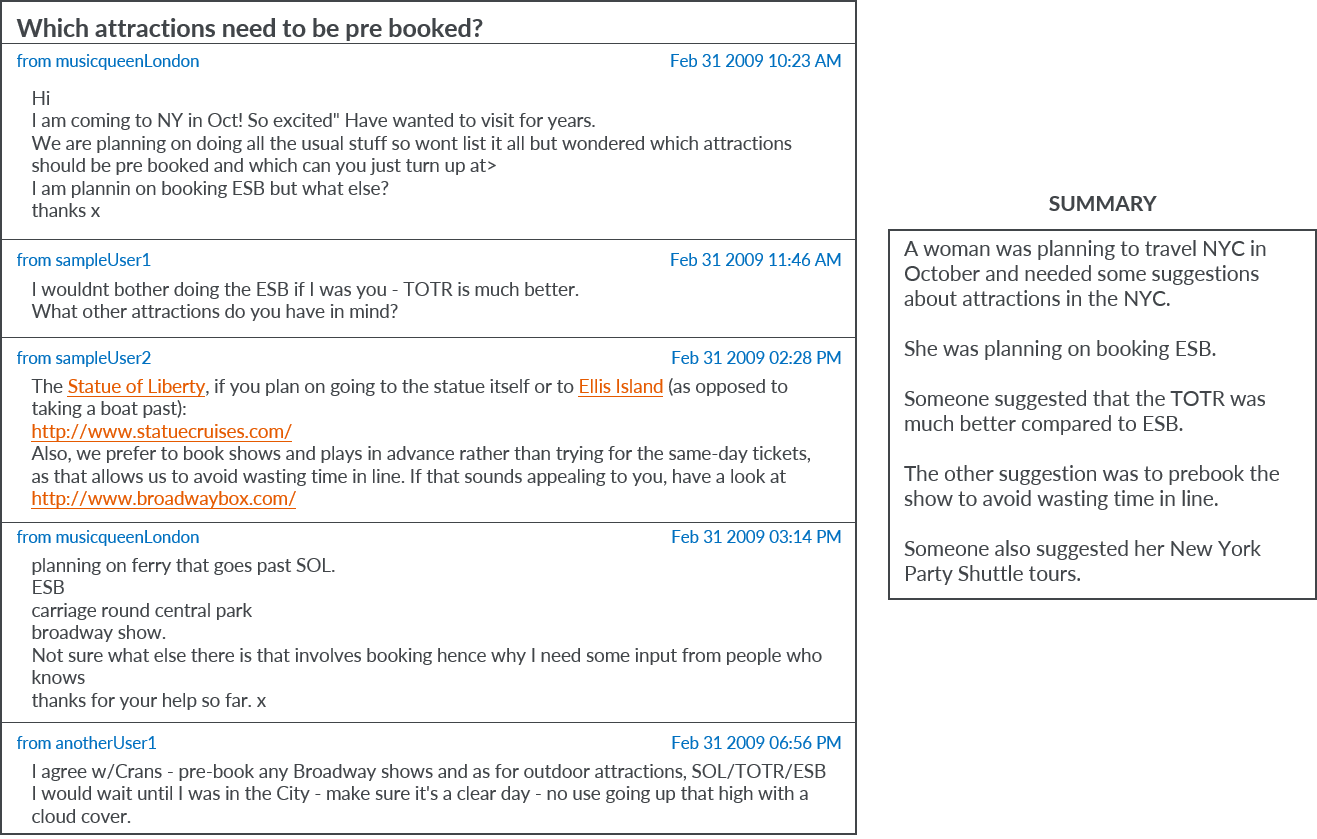 Which attractions need to be pre booked?
from musicqueenLondon Feb 31 2009 10:23 AM
Hi
I am coming to NY in Oct! So excited" Have wanted to visit for years.
We are planning on doing all the usual stuff so wont list it all but wondered which attractions
should be pre booked and which can you just turn up at>
I am plannin on booking ESB but what else?
thanks x
from sampleUser1 Feb 31 2009 11:46 AM
I wouldnt bother doing the ESB if I was you - TOTR is much better.
What other attractions do you have in mind?
from sampleUser2 Feb 31 2009 02:28 PM
The Statue of Liberty, if you plan on going to the statue itself or to Ellis Island (as opposed to
taking a boat past):
http://www.statuecruises.com/
Also, we prefer to book shows and plays in advance rather than trying for the same-day tickets,
as that allows us to avoid wasting time in line. If that sounds appealing to you, have a look at
http://www.broadwaybox.com/
from musicqueenLondon Feb 31 2009 03:14 PM
planning on ferry that goes past SOL.
ESB
carriage round central park
broadway show.
Not sure what else there is that involves booking hence why I need some input from people who
knows
thanks for your help so far. x
from anotherUser1 Feb 31 2009 06:56 PM
I agree w/Crans - pre-book any Broadway shows and as for outdoor attractions, SOL/TOTR/ESB
I would wait until I was in the City - make sure it's a clear day - no use going up that high with a
cloud cover.
SUMMARY
A woman was planning to travel NYC in
October and needed some suggestions
about attractions in the NYC.
She was planning on booking ESB.
Someone suggested that the TOTR was
much better compared to ESB.
The other suggestion was to prebook the
show to avoid wasting time in line.
Someone also suggested her New York
Party Shuttle tours.